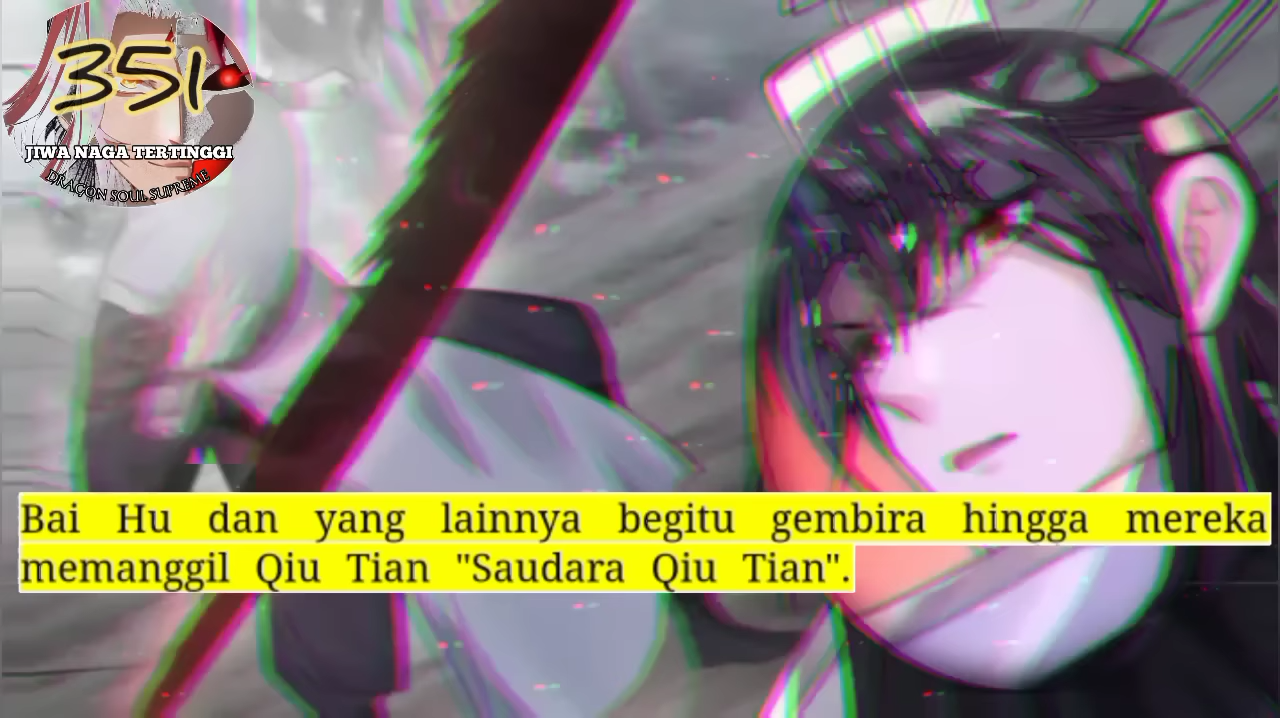 351
JIWA NAGA TERTINGGI
DRAGON SOUL SUPREME
Bai Hu dan yang lainnya begitu gembira hingga mereka
memanggil Qiu Tian "Saudara Qiu Tian".